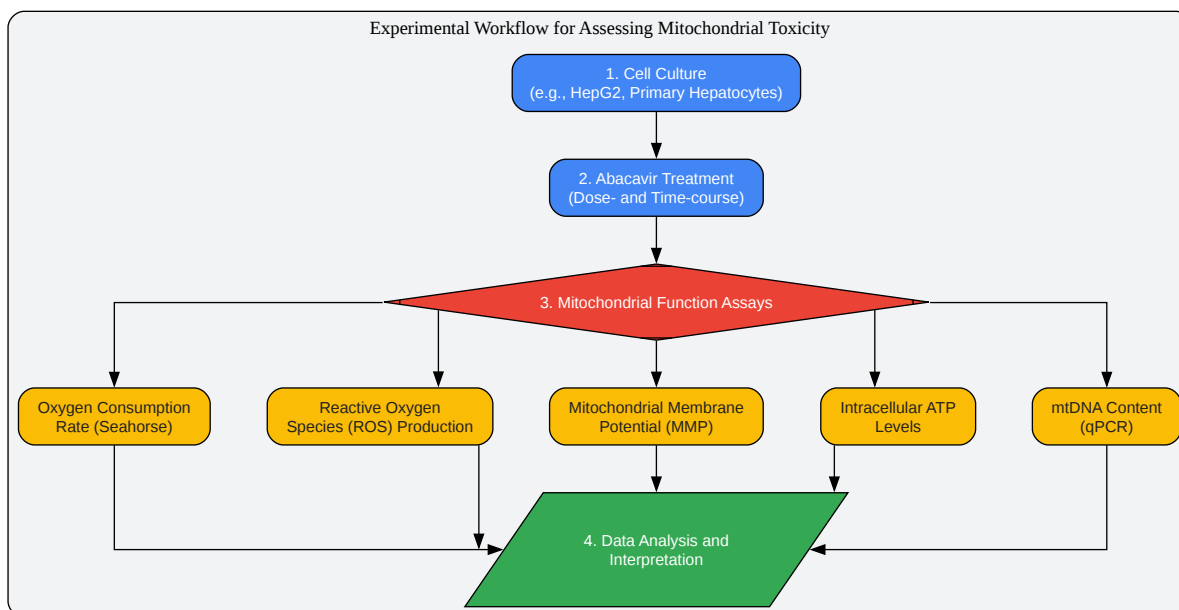 Experimental Workflow for Assessing Mitochondrial Toxicity
1. Cell Culture
(e.g., HepG2, Primary Hepatocytes)
2. Abacavir Treatment
(Dose- and Time-course)
3. Mitochondrial Function Assays
Oxygen Consumption
Rate (Seahorse)
Reactive Oxygen
Species (ROS) Production
Mitochondrial Membrane
Potential (MMP)
Intracellular ATP
Levels
mtDNA Content
(qPCR)
4. Data Analysis and
Interpretation